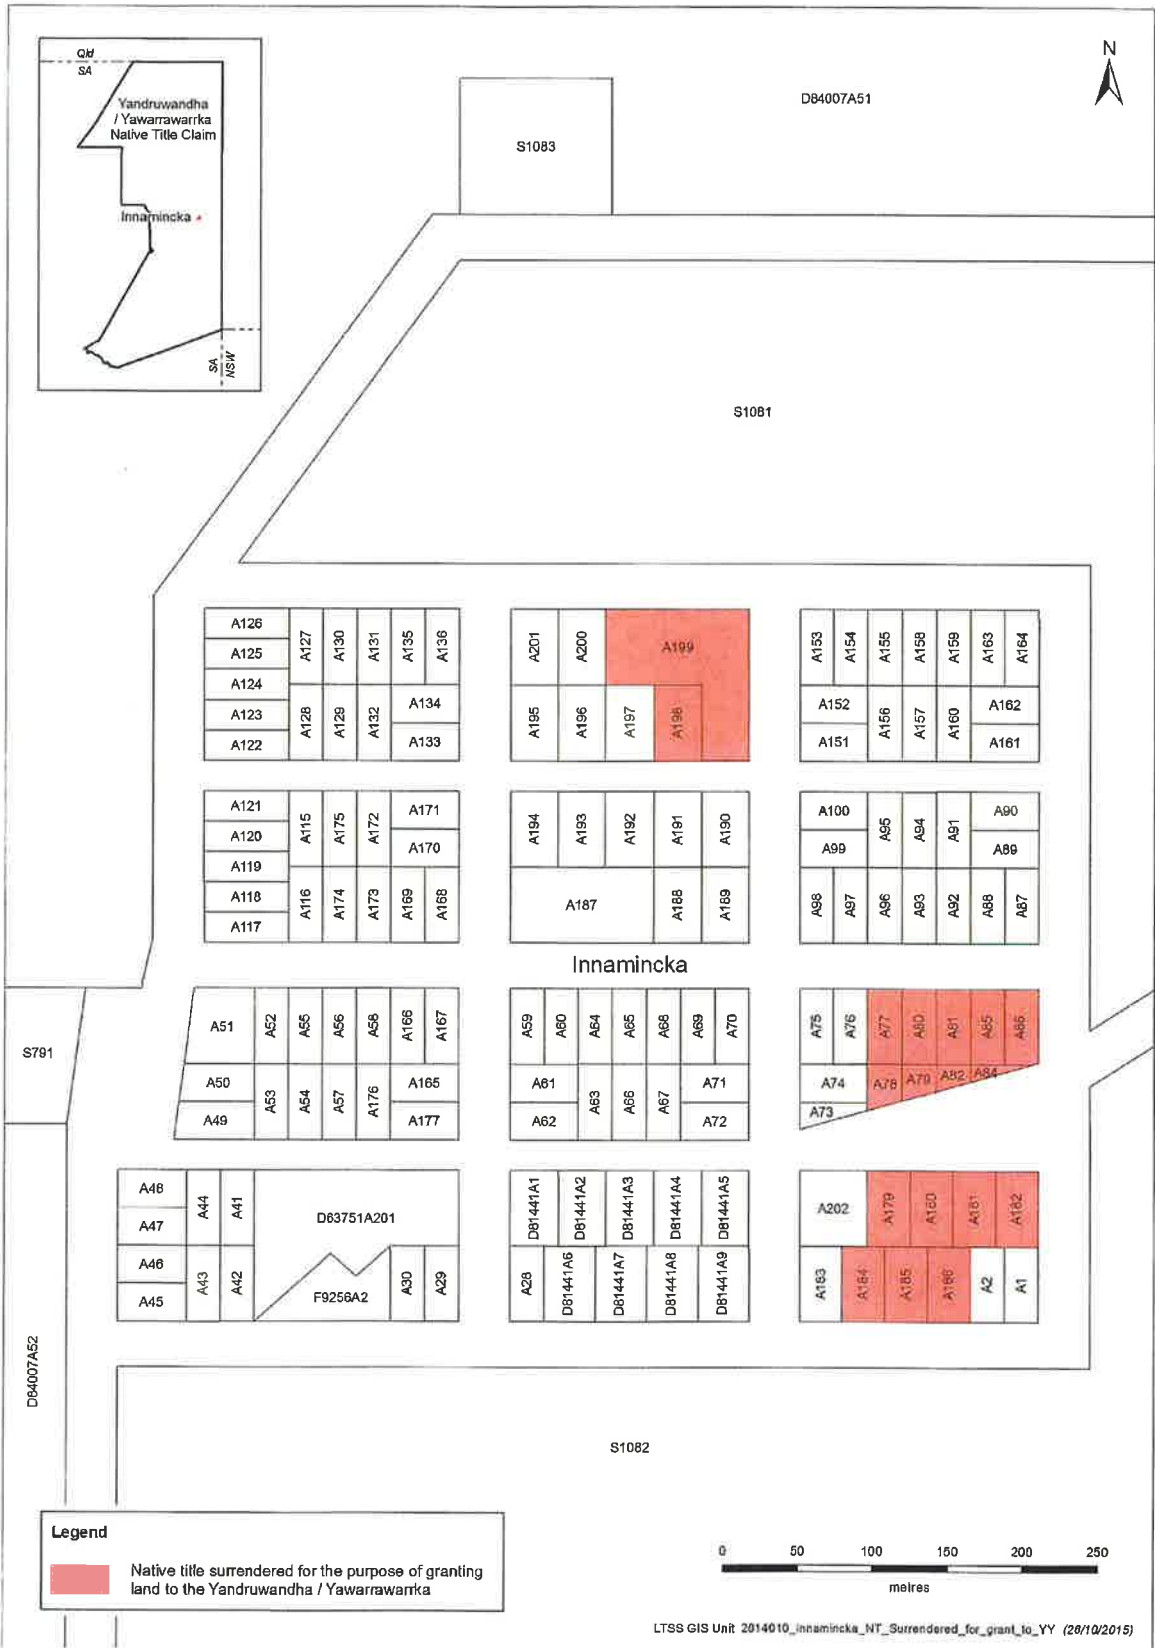 Qld
SA
Yandruwandha
/ Yawarrawarrka
Native Title Claim
Innamincka
SA
NSW
N
D84007A51
S1083
S1081
A126
A125
A124
A123
A122
A127
A130
A131
A135
A136
A128
A129
A132
A134
A133
A201
A200
A199
A195
A196
A197
A198
A153
A154
A155
A158
A159
A163
A164
A152
A151
A156
A157
A160
A162
A161
A121
A120
A119
A118
A117
A115
A175
A172
A171
A170
A116
A174
A173
A169
A168
A194
A193
A192
A191
A190
A187
A188
A189
A100
A99
A95
A94
A91
A90
A89
A98
A97
A96
A93
A92
A88
A87
Innamincka
S791
A51
A52
A55
A56
A58
A166
A167
A50
A49
A53
A54
A57
A176
A165
A177
A59
A60
A64
A65
A68
A69
A70
A61
A62
A63
A66
A67
A71
A72
A75
A76
A77
A80
A81
A85
A86
A74
A73
A78
A79
A82
A84
A48
A47
A46
A45
A44
A41
A43
A42
D63751A201
F9256A2
A30
A29
D81441A1
D81441A2
D81441A3
D81441A4
D81441A5
A28
D81441A6
D81441A7
D81441A8
D81441A9
A202
A179
A180
A181
A182
A183
A184
A185
A186
A2
A1
D84007A52
S1082
Legend
Native title surrendered for the purpose of granting
land to the Yandruwandha / Yawarrawarrka
0 50 100 150 200 250
metres
LTSS GIS Unit 2014010_Innamincka_NT_Surrendered_for_grant_to_YY (26/10/2015)